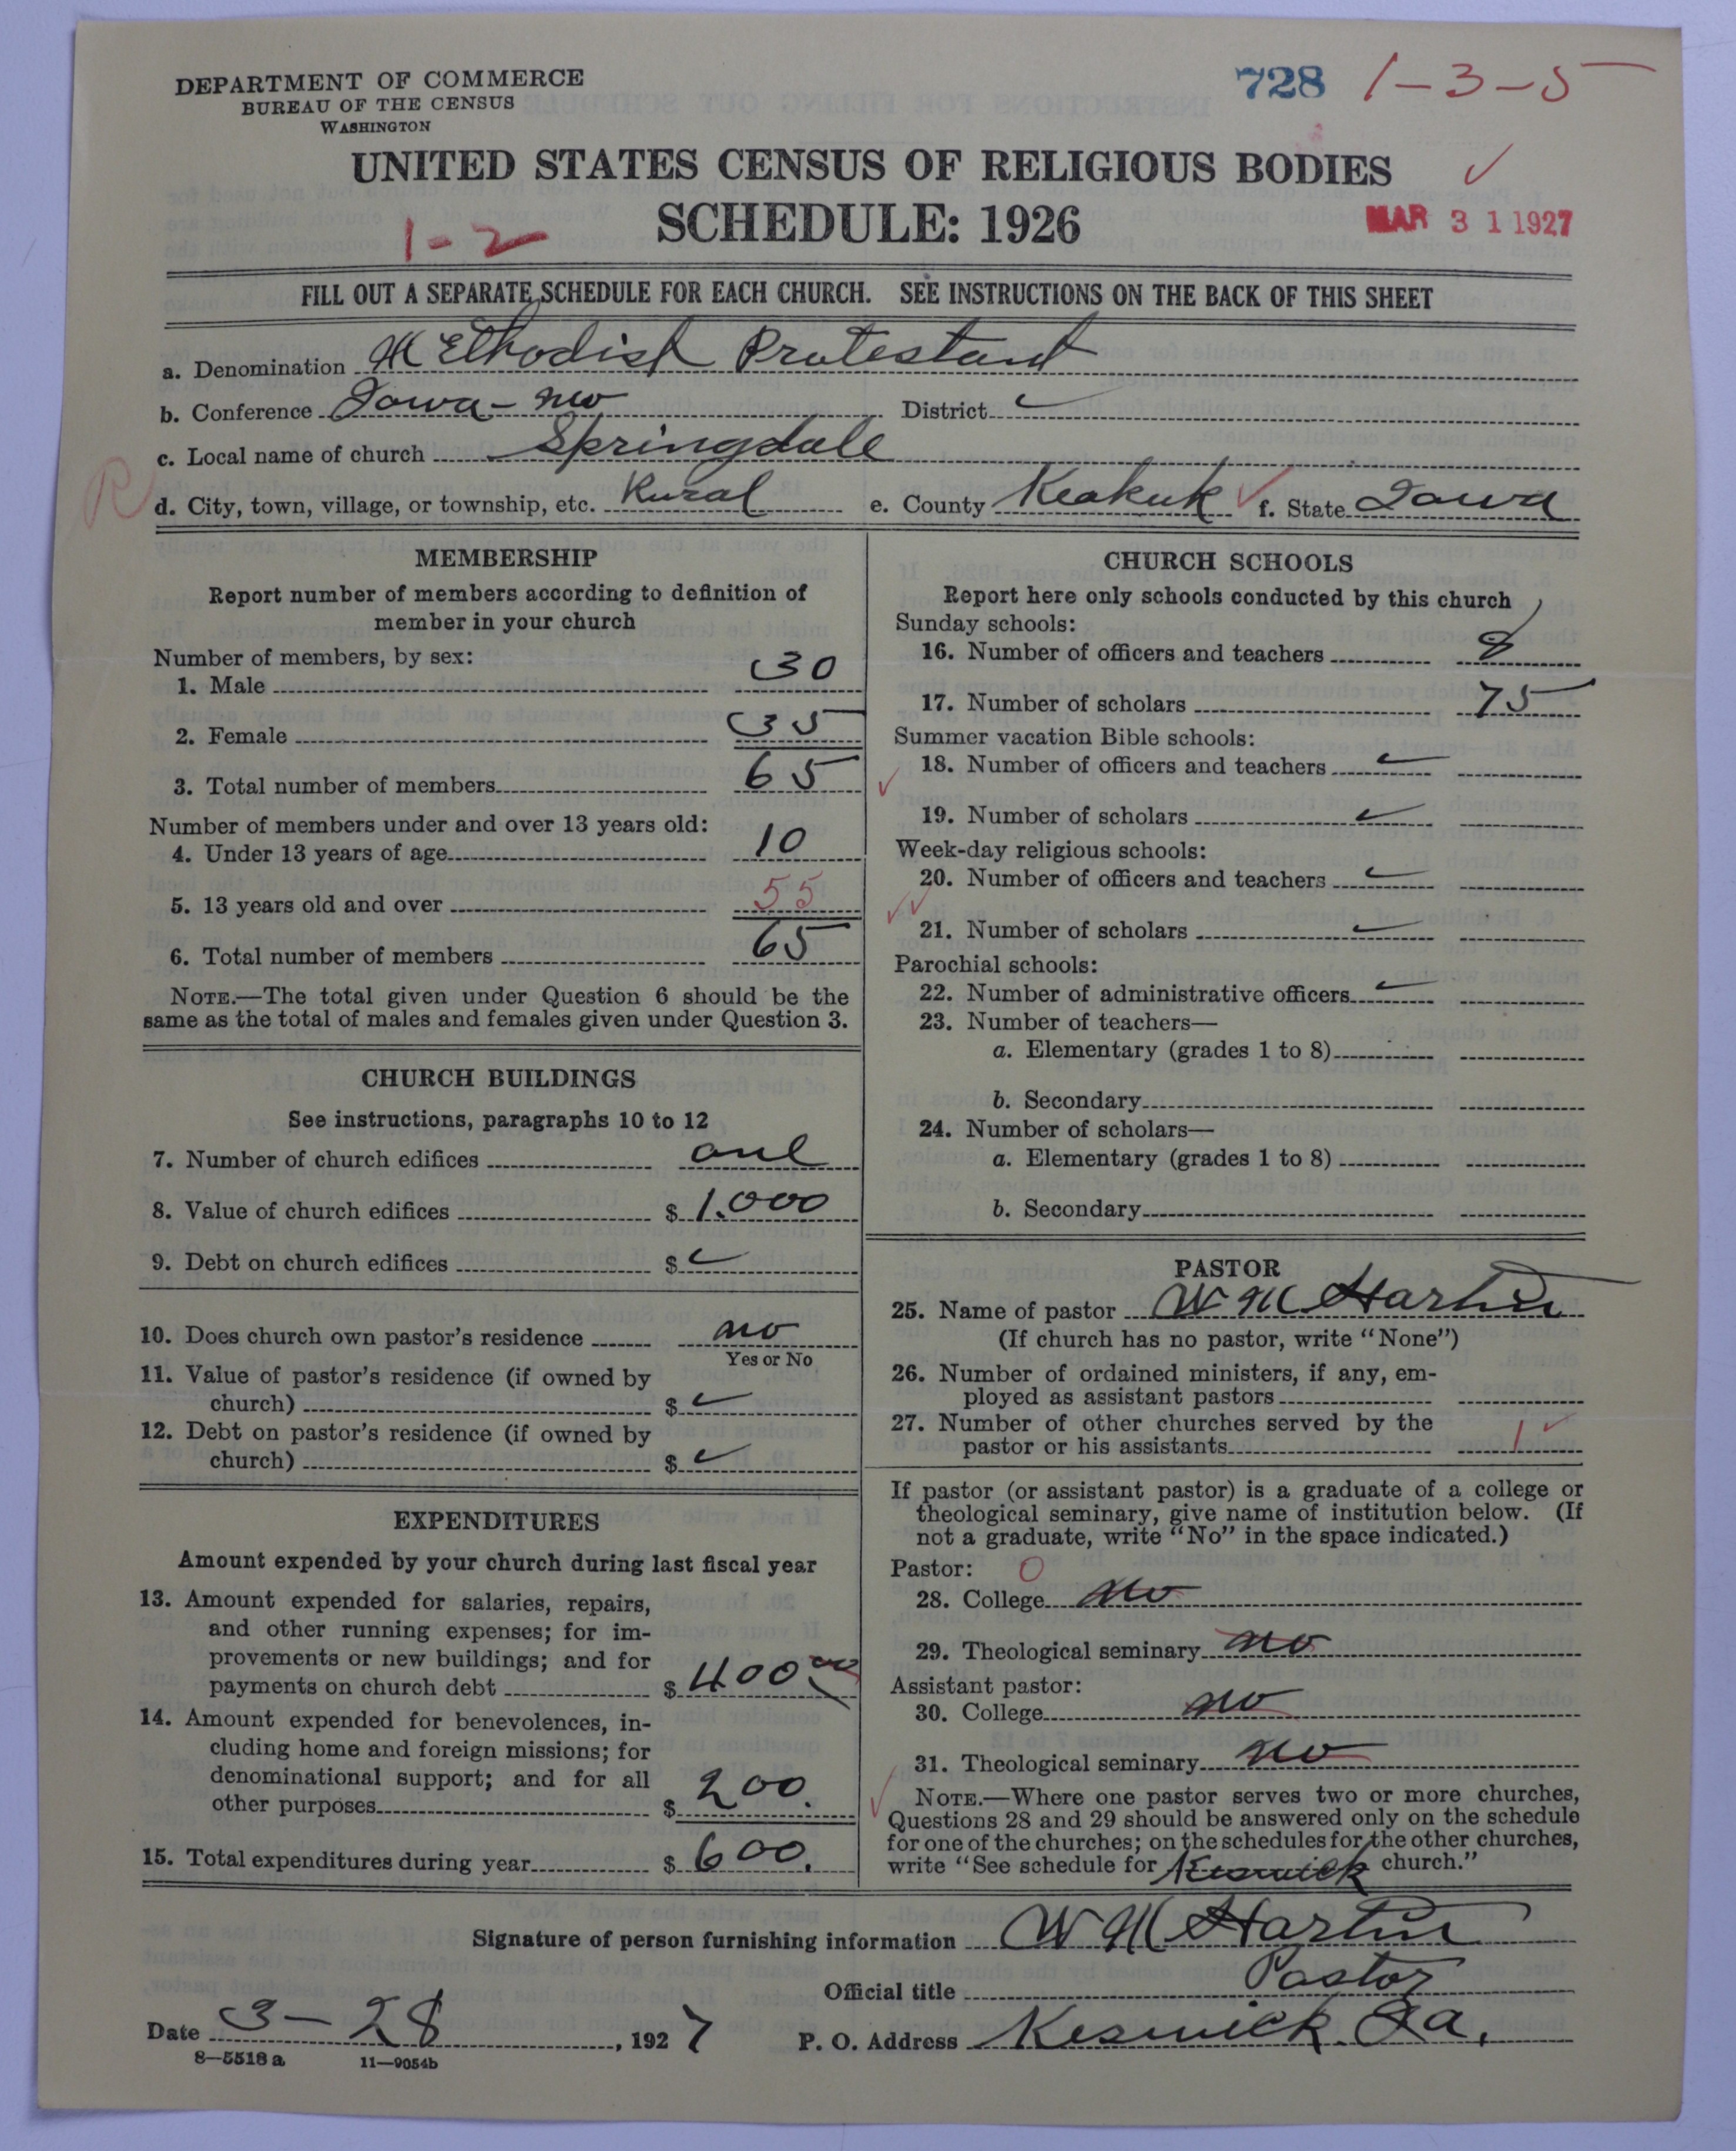 DEPARTMENT OF COMMERCE
BUREAU OF THE CENSUS
WASHINGTON
728 1-3-5
UNITED STATES CENSUS OF RELIGIOUS BODIES
SCHEDULE: 1926
1-2
MAR 31 1927
FILL OUT A SEPARATE SCHEDULE FOR EACH CHURCH. SEE INSTRUCTIONS ON THE BACK OF THIS SHEET
a. Denomination Methodist Protestant
b. Conference Iowa - Mo District
c. Local name of church Springdale
R
d. City, town, village, or township, etc. Rural e. County Keokuk f. State Iowa
MEMBERSHIP
Report number of members according to definition of
member in your church
Number of members, by sex:
1. Male 30
2. Female 35
3. Total number of members 65
Number of members under and over 13 years old:
4. Under 13 years of age 10
5. 13 years old and over 55
6. Total number of members 65
NOTE.—The total given under Question 6 should be the
same as the total of males and females given under Question 3.
CHURCH BUILDINGS
See instructions, paragraphs 10 to 12
7. Number of church edifices one
8. Value of church edifices $ 1.000
9. Debt on church edifices $
10. Does church own pastor's residence no
Yes or No
11. Value of pastor's residence (if owned by
church) $
12. Debt on pastor's residence (if owned by
church) $
EXPENDITURES
Amount expended by your church during last fiscal year
13. Amount expended for salaries, repairs,
and other running expenses; for im-
provements or new buildings; and for
payments on church debt $ 400 00
14. Amount expended for benevolences, in-
cluding home and foreign missions; for
denominational support; and for all
other purposes $ 200.
15. Total expenditures during year $ 600.
CHURCH SCHOOLS
Report here only schools conducted by this church
Sunday schools:
16. Number of officers and teachers 8
17. Number of scholars 75
Summer vacation Bible schools:
18. Number of officers and teachers
19. Number of scholars
Week-day religious schools:
20. Number of officers and teachers
21. Number of scholars
Parochial schools:
22. Number of administrative officers
23. Number of teachers—
a. Elementary (grades 1 to 8)
b. Secondary
24. Number of scholars—
a. Elementary (grades 1 to 8)
b. Secondary
PASTOR
25. Name of pastor W M Hartin
(If church has no pastor, write "None")
26. Number of ordained ministers, if any, em-
ployed as assistant pastors
27. Number of other churches served by the
pastor or his assistants 1
If pastor (or assistant pastor) is a graduate of a college or
theological seminary, give name of institution below. (If
not a graduate, write "No" in the space indicated.)
Pastor: 0
28. College no
29. Theological seminary no
Assistant pastor:
30. College no
31. Theological seminary no
NOTE.—Where one pastor serves two or more churches,
Questions 28 and 29 should be answered only on the schedule
for one of the churches; on the schedules for the other churches,
write "See schedule for Keswick church."
Signature of person furnishing information W M Hartin
Official title Pastor
Date 3-28, 1927 P. O. Address Keswick Ia.
8—5518a 11—9054b